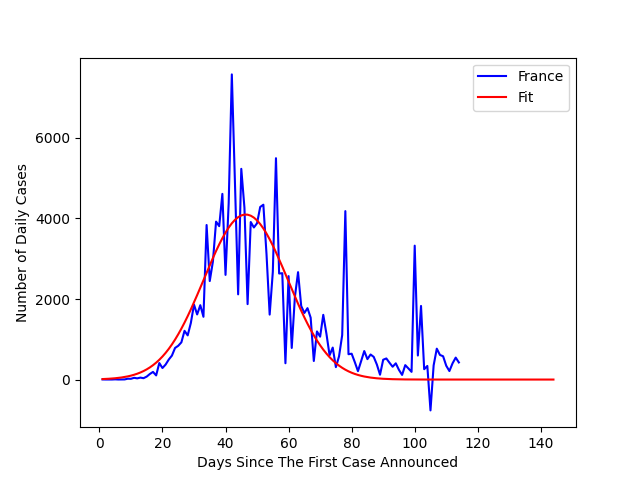 France
Fit
6000
4000
2000
0
Number of Daily Cases
0 20 40 60 80 100 120 140
Days Since The First Case Announced